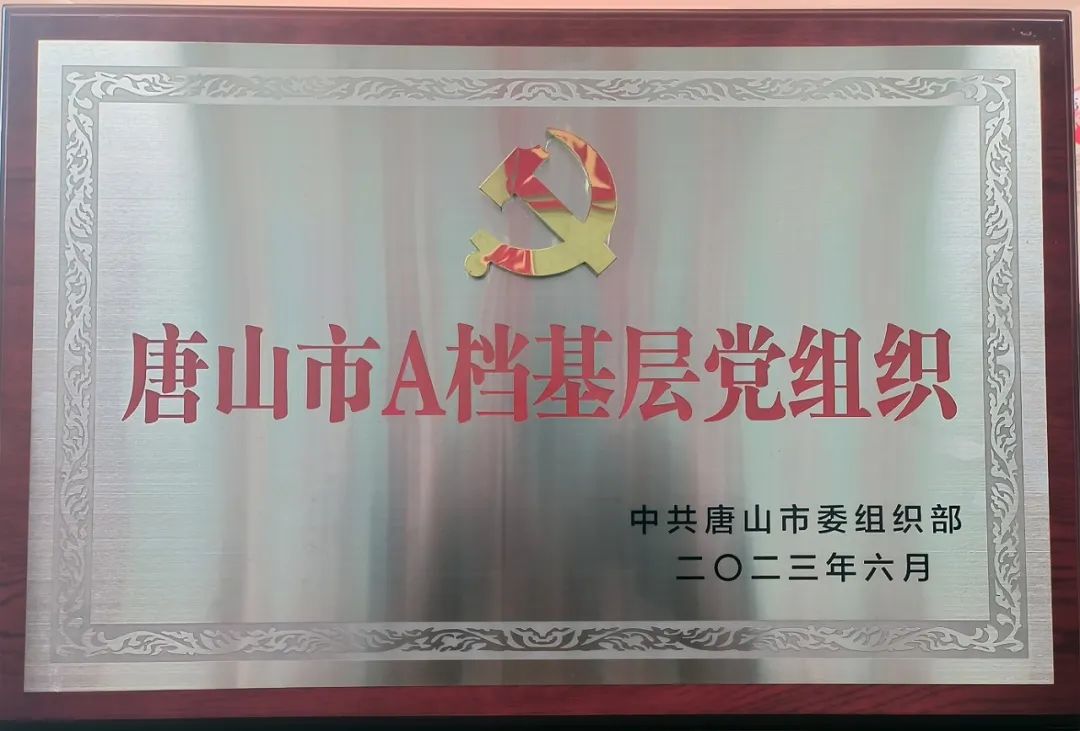 唐山市A档基层党组织
中共唐山市委组织部
二〇二三年六月